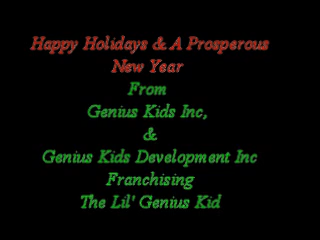 Happy Holidays & A Prosperous
New Year
From
Genius Kids Inc,
&
Genius Kids Development Inc
Franchising
The Lil' Genius Kid